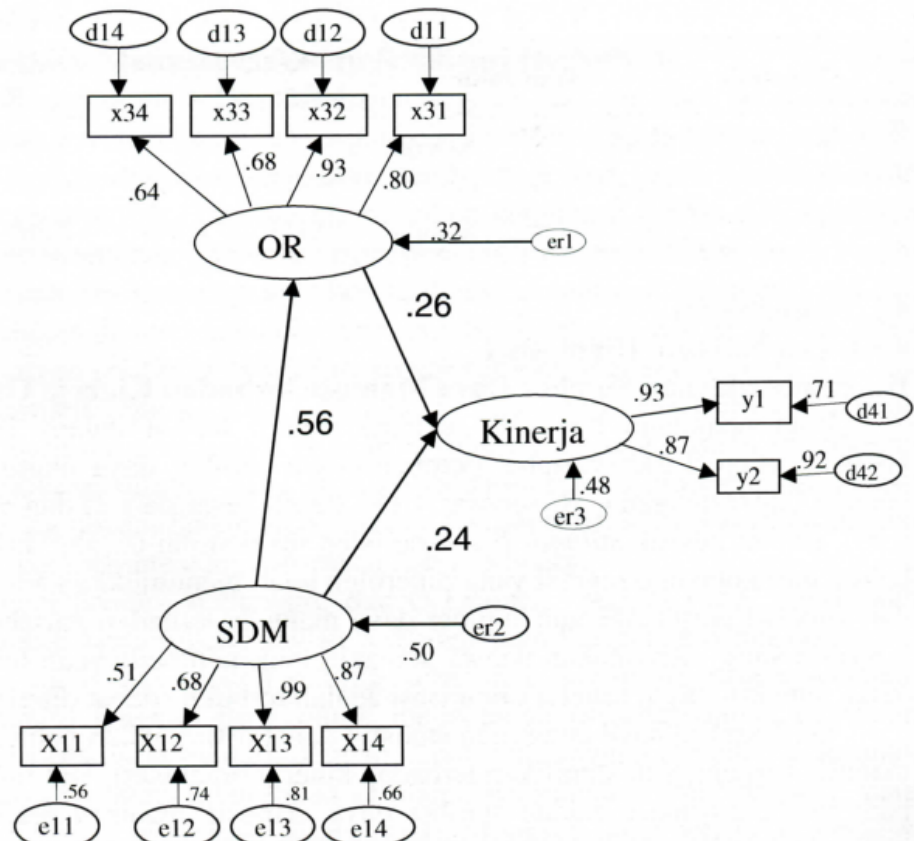 d14 d13 d12 d11
x34 x33 x32 x31
.64 .68 .93 .80
OR .32 er1
.26
.56
Kinerja .93 y1 .71 d41
.87 y2 .92 d42
.48
er3
.24
SDM er2
.50
.51 .68 .99 .87
X11 X12 X13 X14
.56 .74 .81 .66
e11 e12 e13 e14